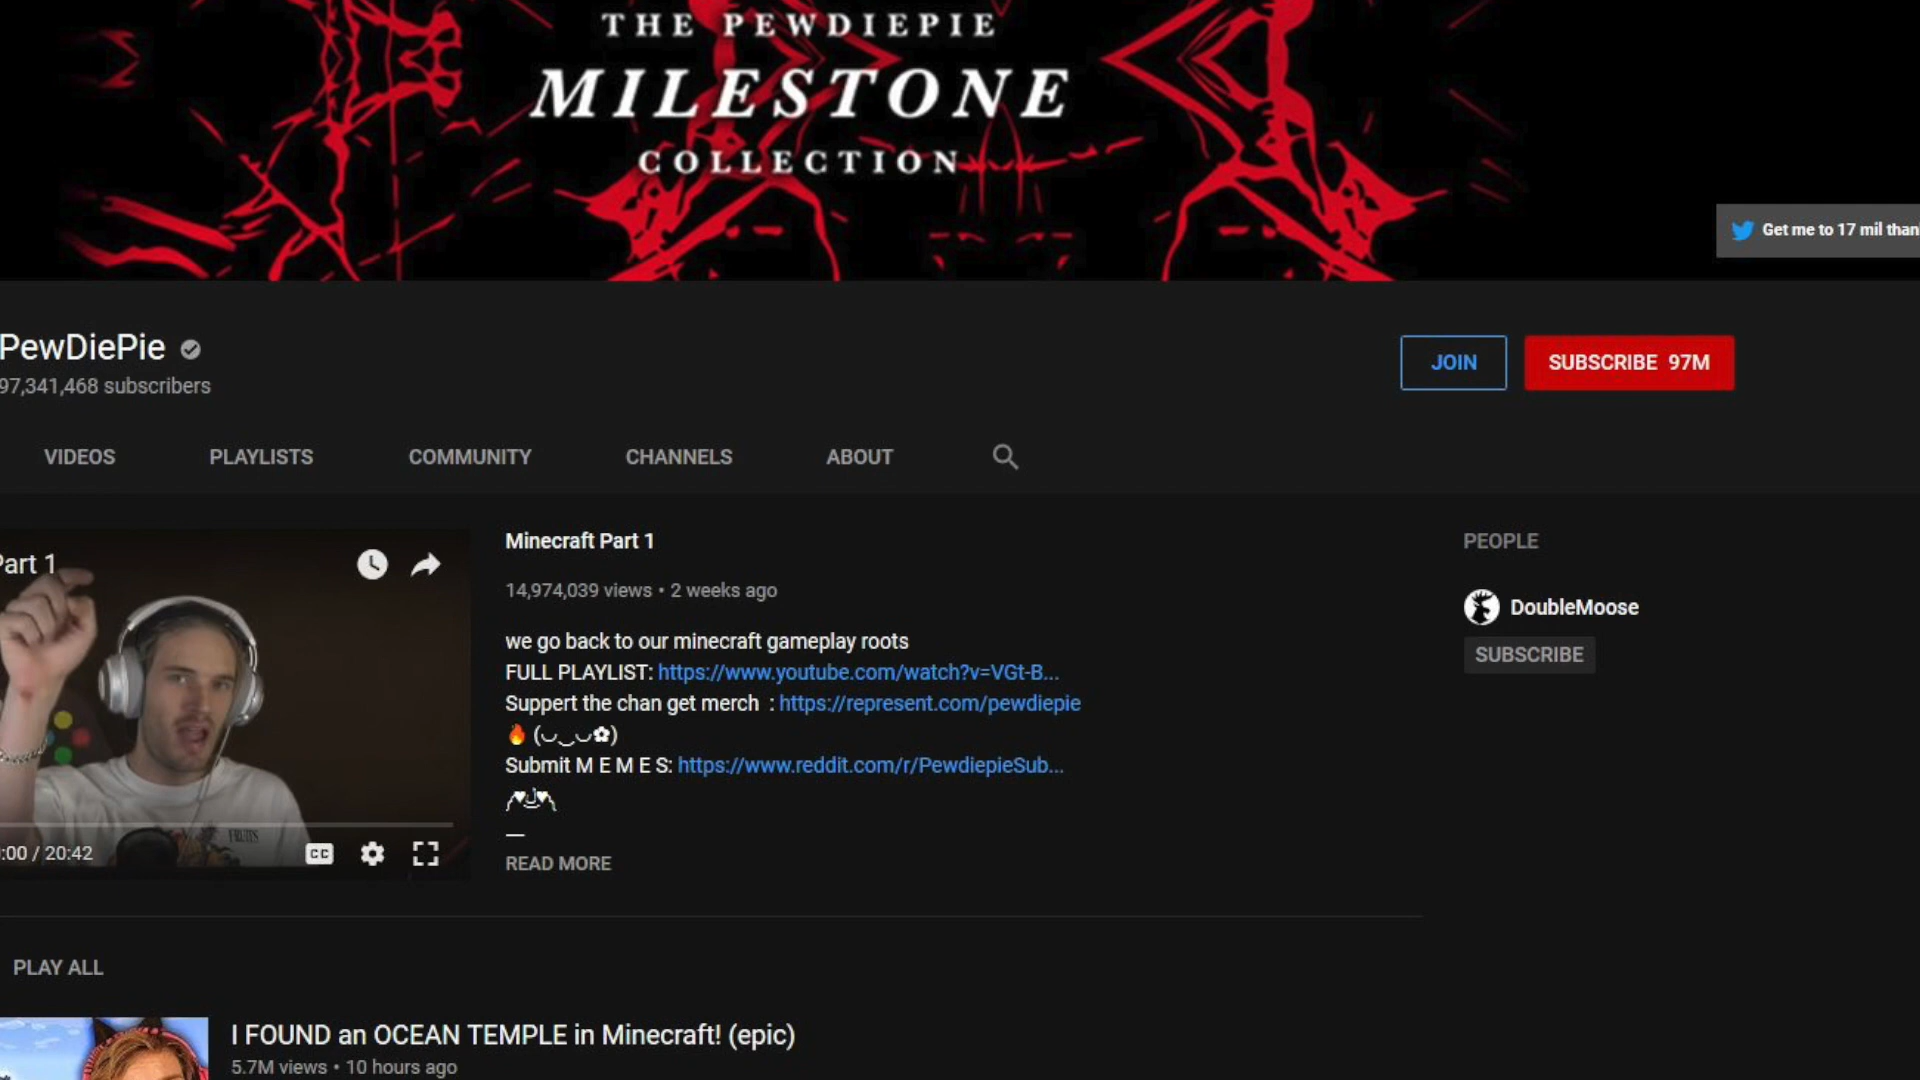 THE PEWDIEPIE
MILESTONE
COLLECTION
Get me to 17 mil
PewDiePie
97,341,468 subscribers
JOIN
SUBSCRIBE 97M
VIDEOS
PLAYLISTS
COMMUNITY
CHANNELS
ABOUT
Part 1
:00 / 20:42
CC
FRUITS
Minecraft Part 1
14,974,039 views • 2 weeks ago
we go back to our minecraft gameplay roots
FULL PLAYLIST: https://www.youtube.com/watch?v=VGt-B...
Suppert the chan get merch : https://represent.com/pewdiepie
🔥 (◡‿◡✿)
Submit M E M E S: https://www.reddit.com/r/PewdiepieSub...
—
READ MORE
PEOPLE
DoubleMoose
SUBSCRIBE
PLAY ALL
I FOUND an OCEAN TEMPLE in Minecraft! (epic)
5.7M views • 10 hours ago